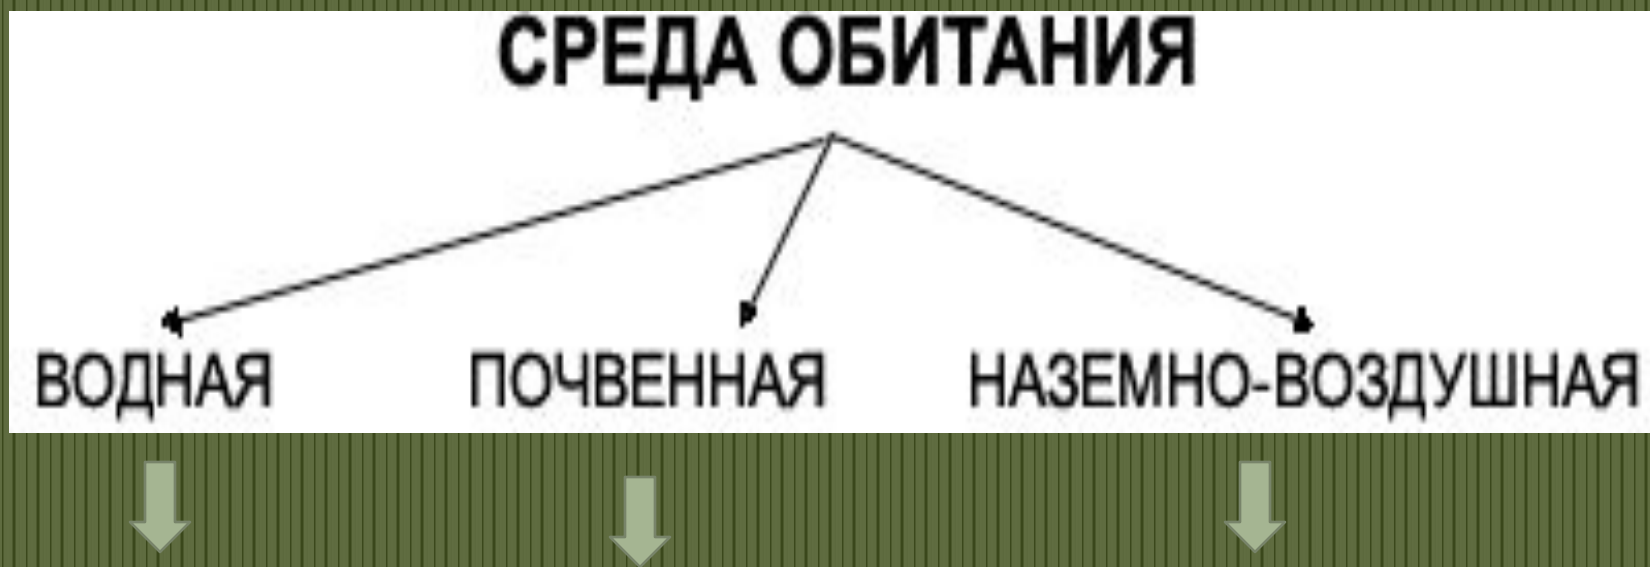 СРЕДА ОБИТАНИЯ
ВОДНАЯ ПОЧВЕННАЯ НАЗЕМНО-ВОЗДУШНАЯ